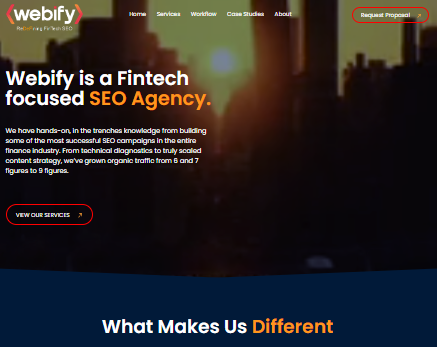 webify
Redefining FinTech SEO
Home Services Workflow Case Studies About
Request Proposal
Webify is a Fintech
focused SEO Agency.
We have hands-on, in the trenches knowledge from building
some of the most successful SEO campaigns in the entire
finance industry. From technical diagnostics to truly scaled
content strategy, we've grown organic traffic from 6 and 7
figures to 9 figures.
VIEW OUR SERVICES
What Makes Us Different